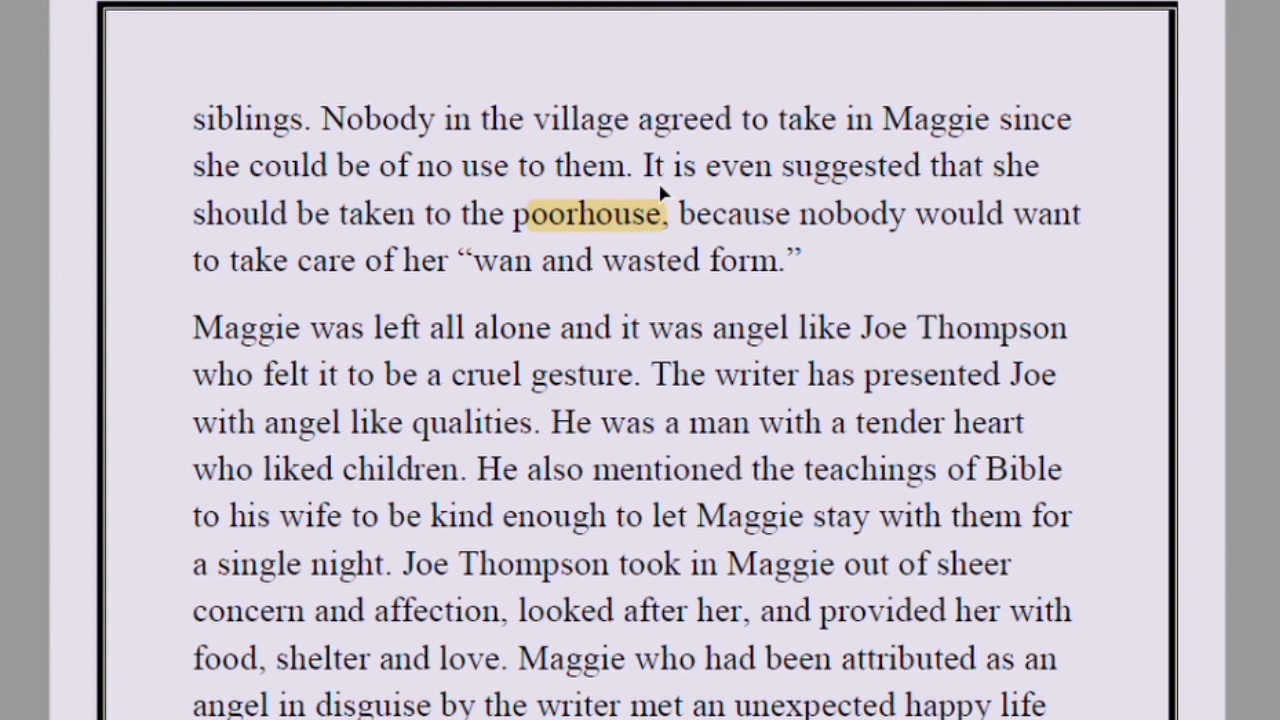 siblings. Nobody in the village agreed to take in Maggie since
she could be of no use to them. It is even suggested that she
should be taken to the poorhouse, because nobody would want
to take care of her “wan and wasted form.”
Maggie was left all alone and it was angel like Joe Thompson
who felt it to be a cruel gesture. The writer has presented Joe
with angel like qualities. He was a man with a tender heart
who liked children. He also mentioned the teachings of Bible
to his wife to be kind enough to let Maggie stay with them for
a single night. Joe Thompson took in Maggie out of sheer
concern and affection, looked after her, and provided her with
food, shelter and love. Maggie who had been attributed as an
angel in disguise by the writer met an unexpected happy life